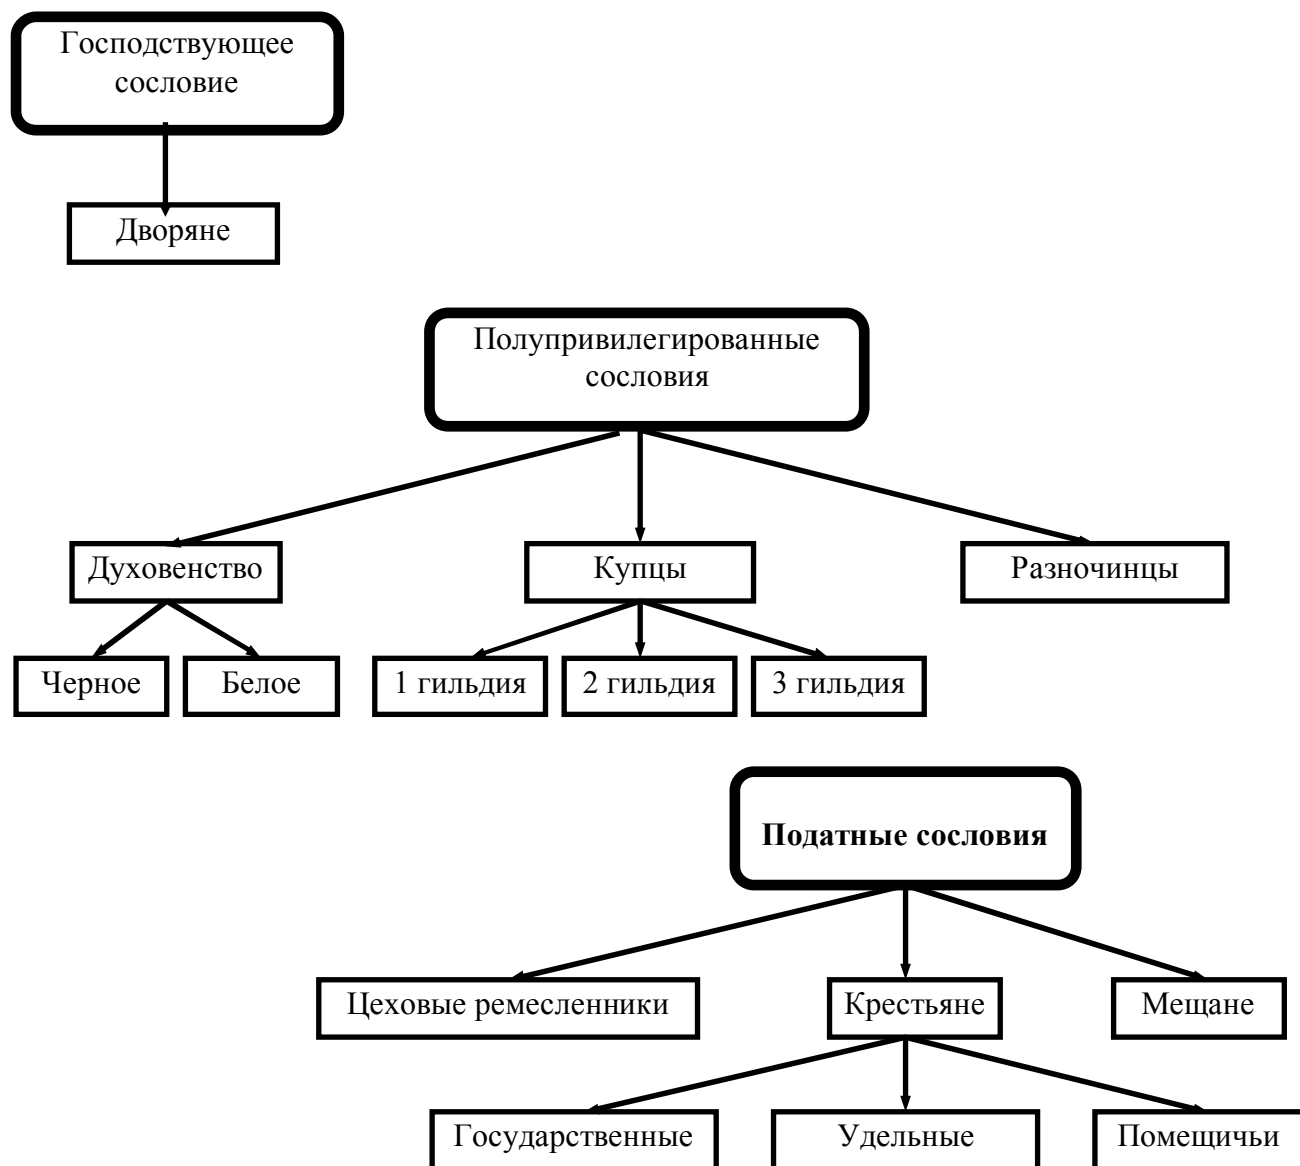 Господствующее
сословие
Дворяне
Полупривилегированные
сословия
Духовенство
Купцы
Разночинцы
Черное
Белое
1 гильдия
2 гильдия
3 гильдия
Податные сословия
Цеховые ремесленники
Крестьяне
Мещане
Государственные
Удельные
Помещичьи